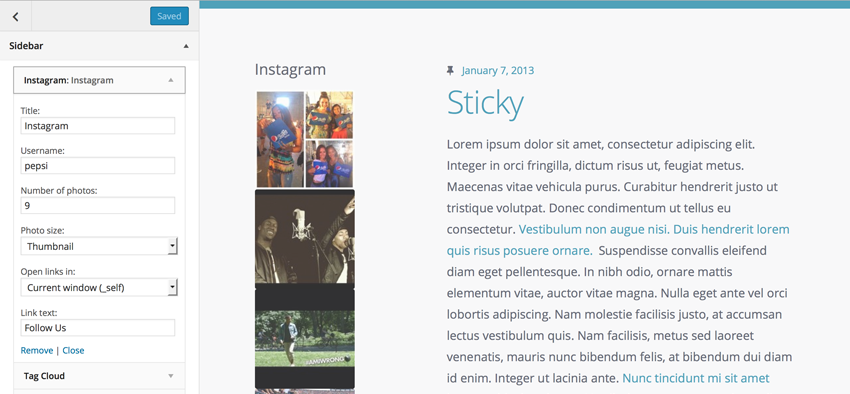 Saved
Sidebar
Instagram: Instagram
Title:
Instagram
Username:
pepsi
Number of photos:
9
Photo size:
Thumbnail
Open links in:
Current window (_self)
Link text:
Follow Us
Remove | Close
Tag Cloud
Instagram
January 7, 2013
Sticky
Lorem ipsum dolor sit amet, consectetur adipiscing elit.
Integer in orci fringilla, dictum risus ut, feugiat metus.
Maecenas vitae vehicula purus. Curabitur hendrerit justo ut
tristique volutpat. Donec condimentum ut tellus eu
consectetur. Vestibulum non augue nisi. Duis hendrerit lorem
quis risus posuere ornare. Suspendisse convallis eleifend
diam eget pellentesque. In nibh odio, ornare mattis
elementum vitae, auctor vitae magna. Nulla eget ante vel orci
lobortis adipiscing. Nam molestie facilisis justo, at accumsan
lectus vestibulum quis. Nam facilisis, metus sed laoreet
venenatis, mauris nunc bibendum felis, at bibendum dui diam
id enim. Integer ut lacinia ante. Nunc tincidunt mi sit amet